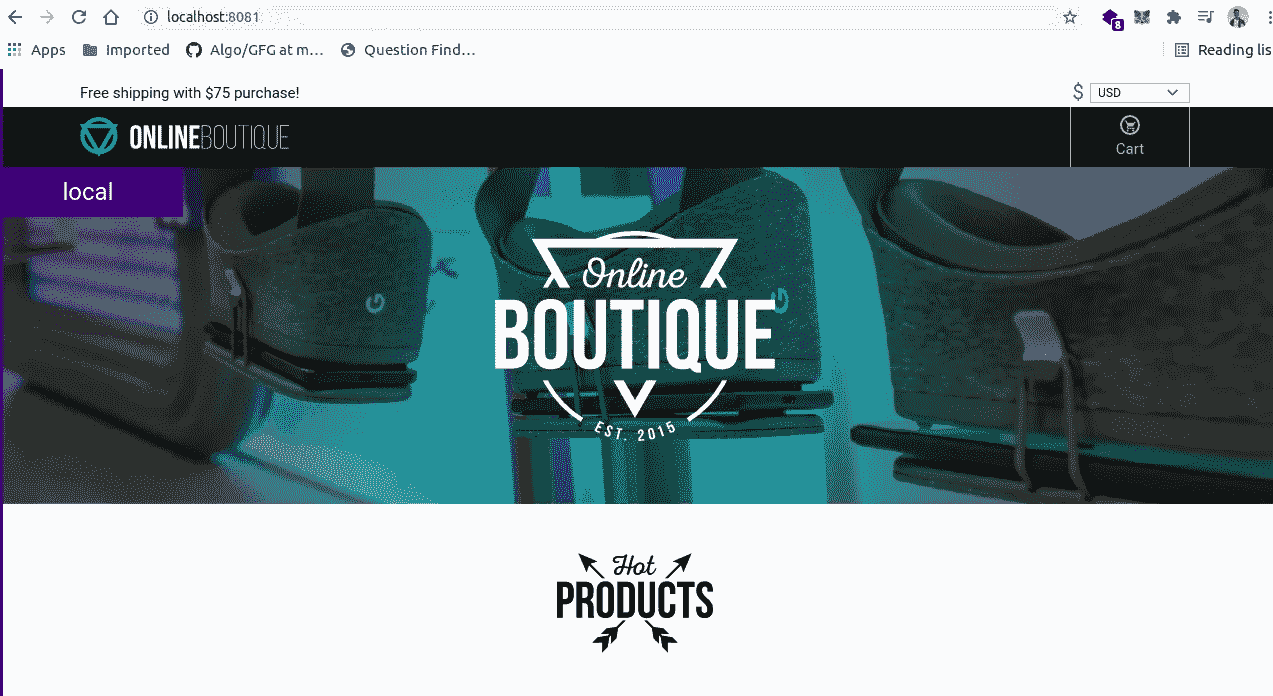 localhost:8081
8
Apps
Imported
Algo/GFG at m...
Question Find...
Reading lis
Free shipping with $75 purchase!
$
USD
ONLINEBOUTIQUE
Cart
local
Online
BOUTIQUE
EST. 2015
Hot
PRODUCTS